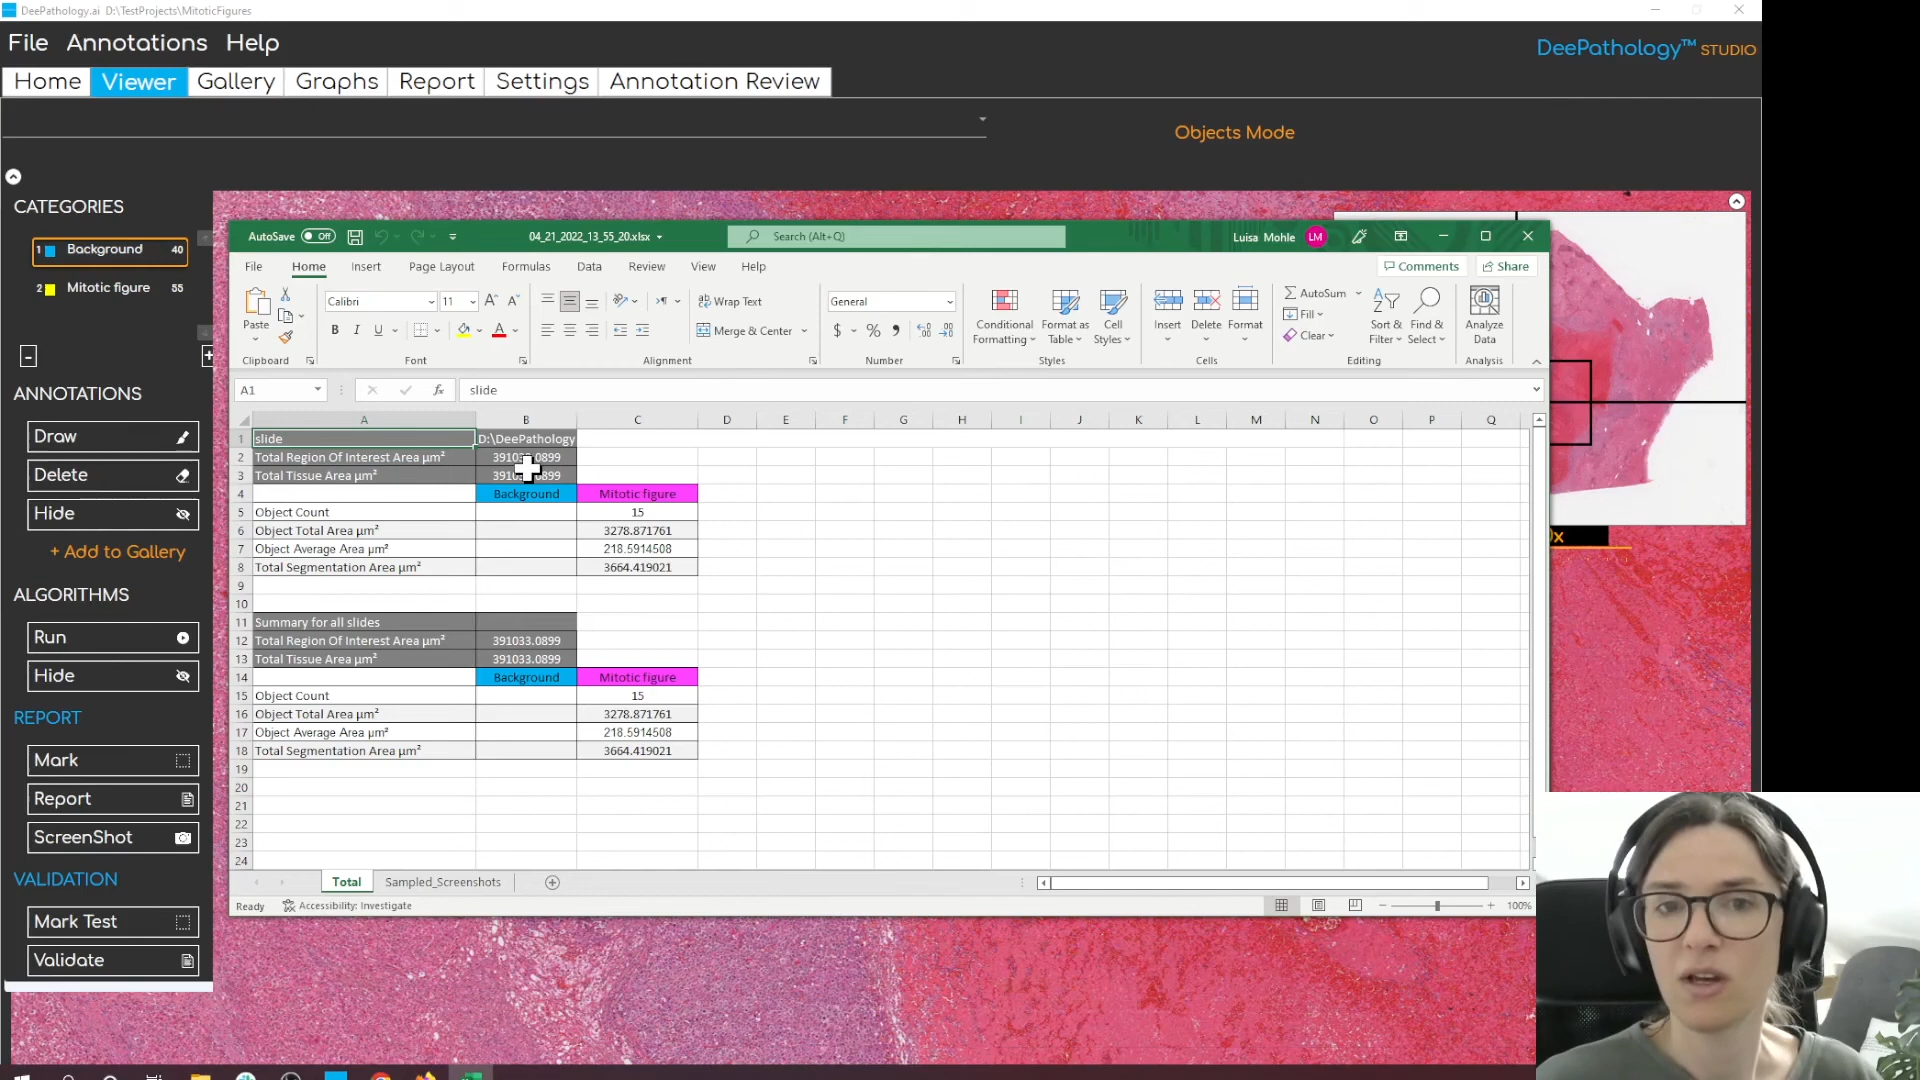 DeePathology.ai D:\TestProjects\MitoticFigures
File Annotations Help
DeePathology™ STUDIO
Home Viewer Gallery Graphs Report Settings Annotation Review
Objects Mode
CATEGORIES
1 Background 40
2 Mitotic figure 55
ANNOTATIONS
Draw
Delete
Hide
+ Add to Gallery
ALGORITHMS
Run
Hide
REPORT
Mark
Report
ScreenShot
VALIDATION
Mark Test
Validate
AutoSave Off 04_21_2022_13_55_20.xlsx Search (Alt+Q) Luisa Mohle LM
File Home Insert Page Layout Formulas Data Review View Help Comments Share
Paste
Clipboard
Calibri 11
B I U A
Font
Wrap Text
Merge & Center
Alignment
General
$ %
Number
Conditional Formatting
Format as Table
Cell Styles
Styles
Insert Delete Format
Cells
AutoSum
Fill
Clear
Sort & Filter
Find & Select
Editing
Analyze Data
Analysis
A1 fx slide
A B C D E F G H I J K L M N O P Q
1 slide D:\DeePathology
2 Total Region Of Interest Area µm²
3 Total Tissue Area µm²
4 Background Mitotic figure
5 Object Count 15
6 Object Total Area µm² 3278.871761
7 Object Average Area µm² 218.5914508
8 Total Segmentation Area µm² 3664.419021
9
10
11 Summary for all slides
12 Total Region Of Interest Area µm² 391033.0899
13 Total Tissue Area µm² 391033.0899
14 Background Mitotic figure
15 Object Count 15
16 Object Total Area µm² 3278.871761
17 Object Average Area µm² 218.5914508
18 Total Segmentation Area µm² 3664.419021
19
20
21
22
23
24
Total Sampled_Screenshots
Ready Accessibility: Investigate 100%